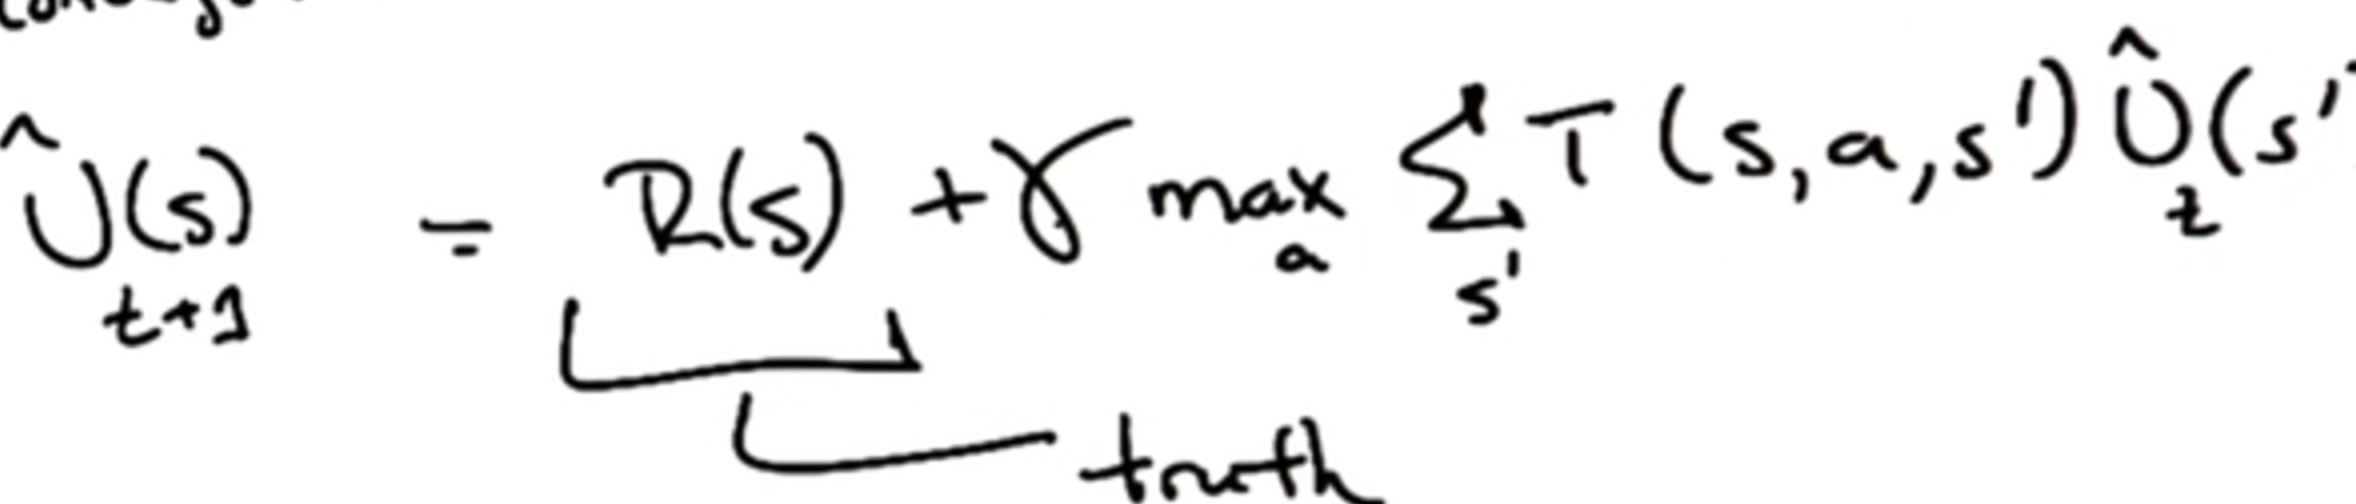 Û(s) = R(s) + γ max Σ T(s,a,s') Û(s'
t+1 a s' t
truth